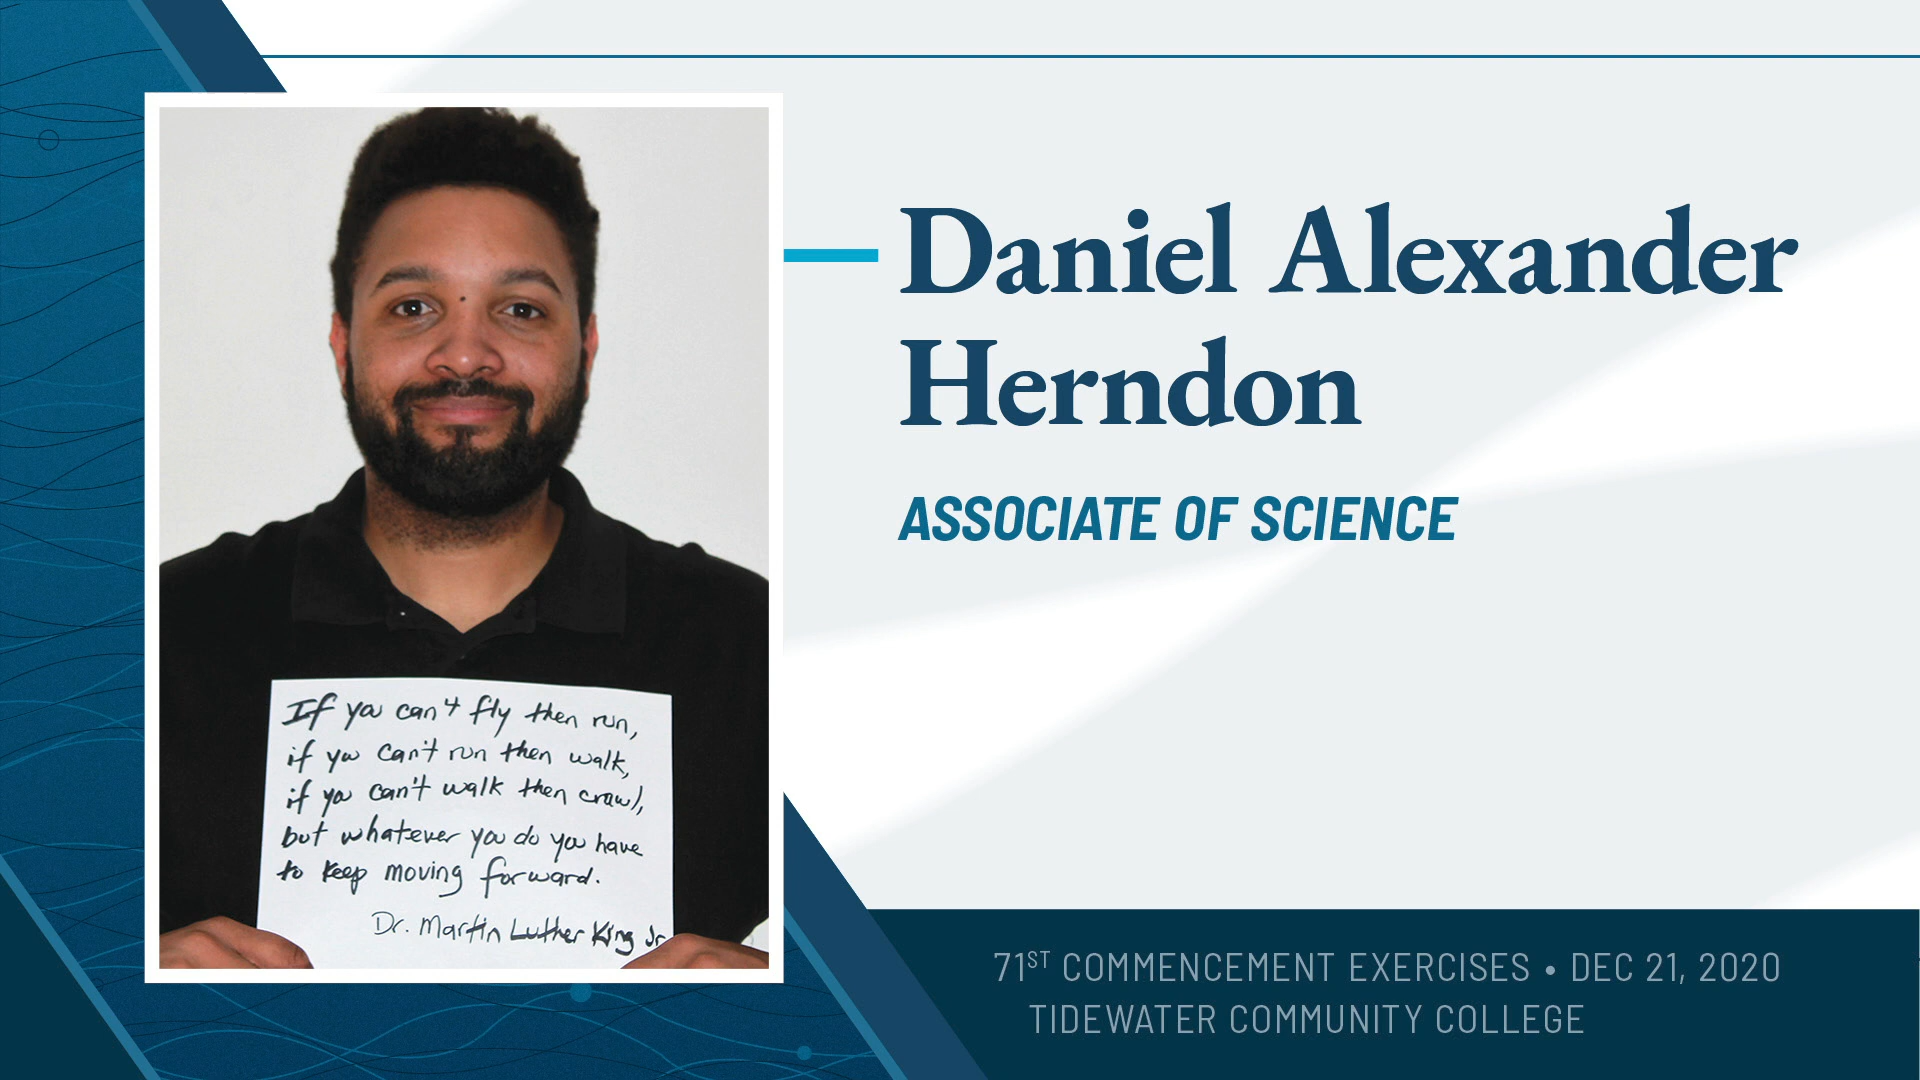 Daniel Alexander
Herndon
ASSOCIATE OF SCIENCE
If you can't fly then run,
if you can't run then walk,
if you can't walk then crawl,
but whatever you do you have
to keep moving forward.
Dr. Martin Luther King Jr
71ST COMMENCEMENT EXERCISES • DEC 21, 2020
TIDEWATER COMMUNITY COLLEGE